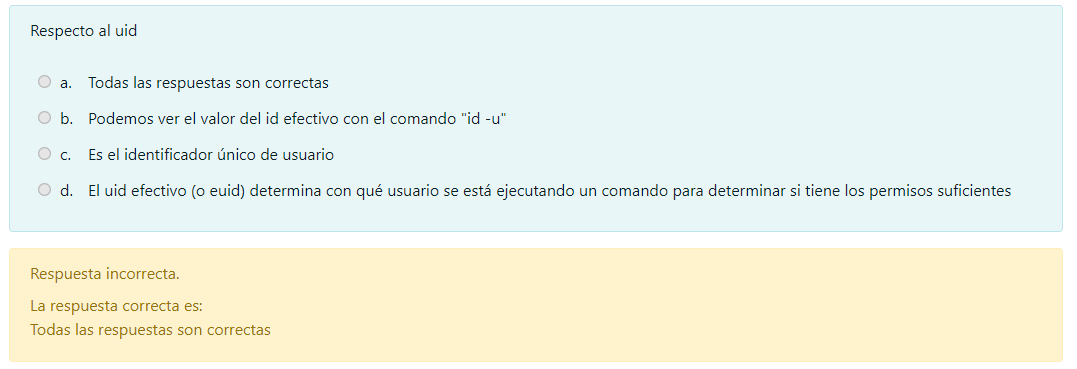 Respecto al uid
a. Todas las respuestas son correctas
b. Podemos ver el valor del id efectivo con el comando "id -u"
c. Es el identificador único de usuario
d. El uid efectivo (o euid) determina con qué usuario se está ejecutando un comando para determinar si tiene los permisos suficientes
Respuesta incorrecta.
La respuesta correcta es:
Todas las respuestas son correctas